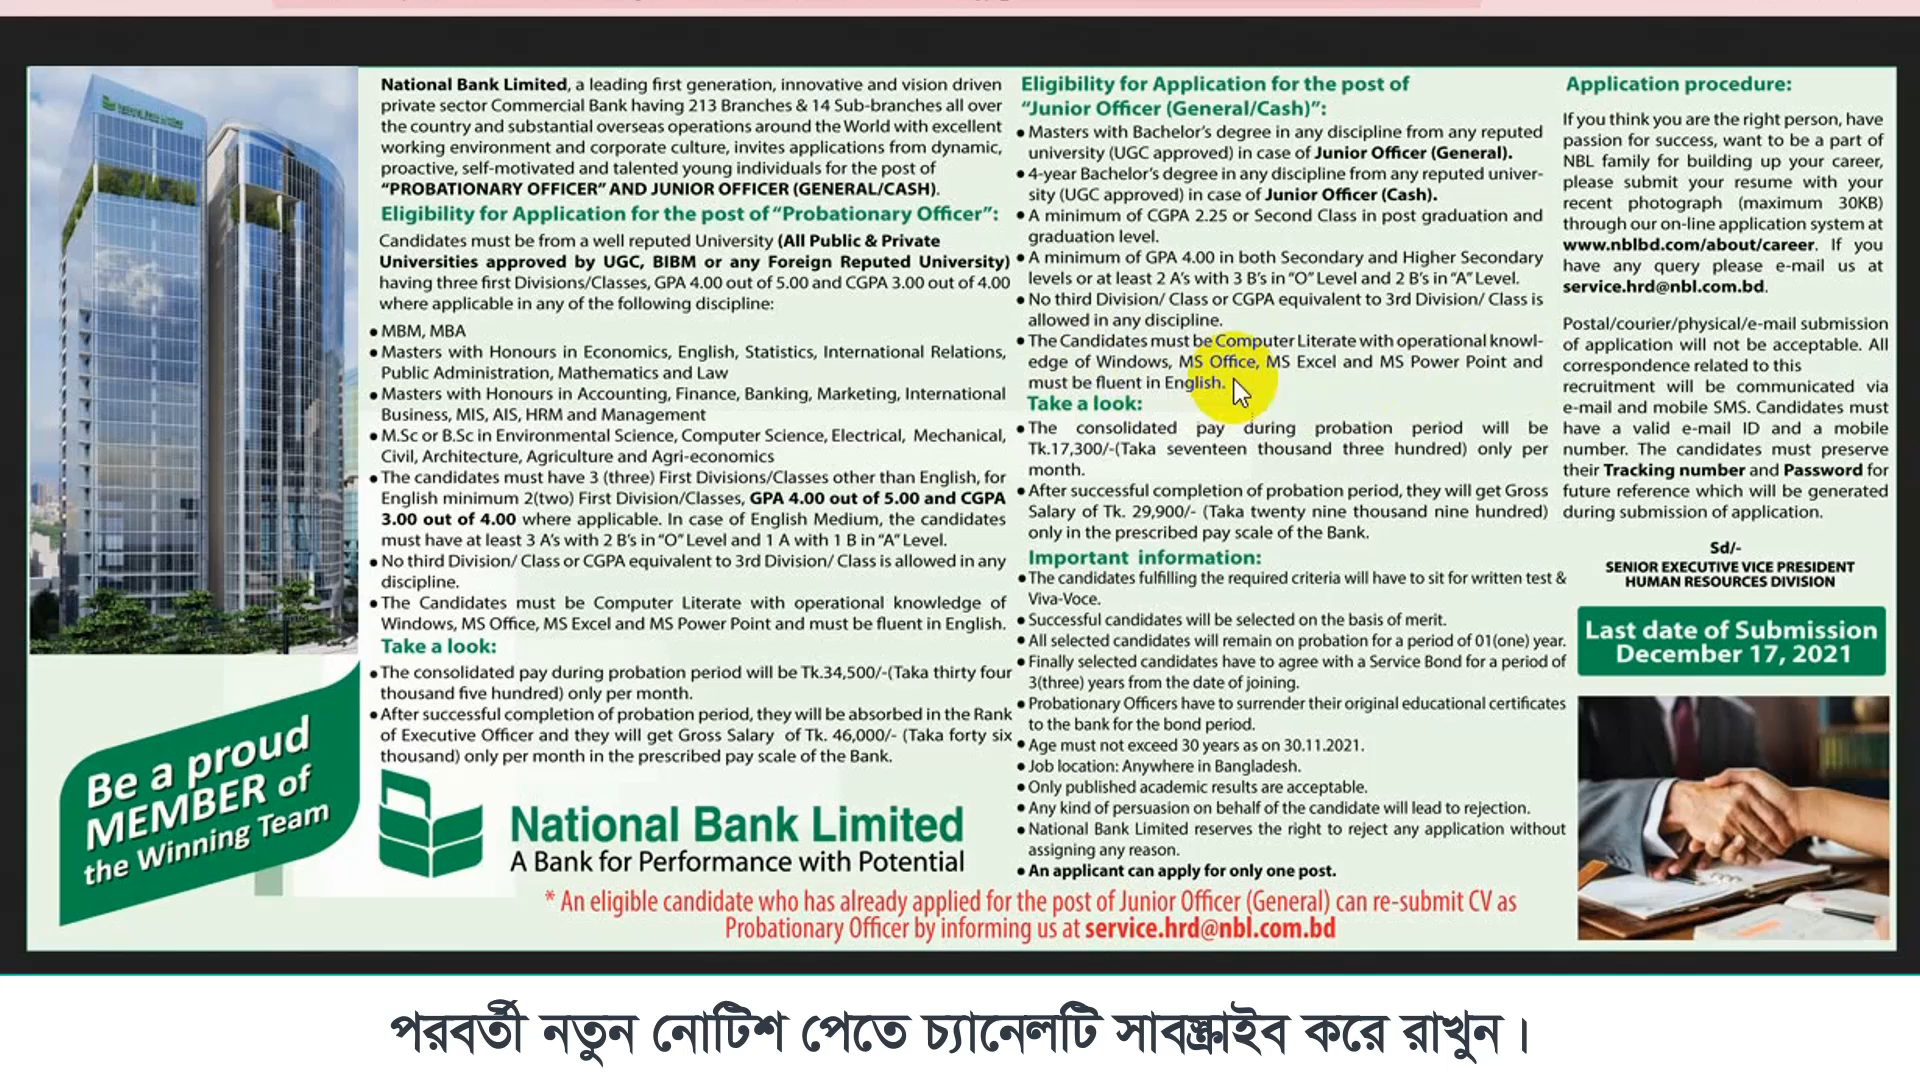 National Bank Limited
National Bank Limited, a leading first generation, innovative and vision driven
private sector Commercial Bank having 213 Branches & 14 Sub-branches all over
the country and substantial overseas operations around the World with excellent
working environment and corporate culture, invites applications from dynamic,
proactive, self-motivated and talented young individuals for the post of
“PROBATIONARY OFFICER” AND JUNIOR OFFICER (GENERAL/CASH).
Eligibility for Application for the post of “Probationary Officer”:
Candidates must be from a well reputed University (All Public & Private
Universities approved by UGC, BIBM or any Foreign Reputed University)
having three first Divisions/Classes, GPA 4.00 out of 5.00 and CGPA 3.00 out of 4.00
where applicable in any of the following discipline:
• MBM, MBA
• Masters with Honours in Economics, English, Statistics, International Relations,
Public Administration, Mathematics and Law
• Masters with Honours in Accounting, Finance, Banking, Marketing, International
Business, MIS, AIS, HRM and Management
• M.Sc or B.Sc in Environmental Science, Computer Science, Electrical, Mechanical,
Civil, Architecture, Agriculture and Agri-economics
• The candidates must have 3 (three) First Divisions/Classes other than English, for
English minimum 2(two) First Division/Classes, GPA 4.00 out of 5.00 and CGPA
3.00 out of 4.00 where applicable. In case of English Medium, the candidates
must have at least 3 A's with 2 B's in “O” Level and 1 A with 1 B in “A” Level.
• No third Division/ Class or CGPA equivalent to 3rd Division/ Class is allowed in any
discipline.
• The Candidates must be Computer Literate with operational knowledge of
Windows, MS Office, MS Excel and MS Power Point and must be fluent in English.
Take a look:
• The consolidated pay during probation period will be Tk.34,500/-(Taka thirty four
thousand five hundred) only per month.
• After successful completion of probation period, they will be absorbed in the Rank
of Executive Officer and they will get Gross Salary of Tk. 46,000/- (Taka forty six
thousand) only per month in the prescribed pay scale of the Bank.
Be a proud
MEMBER of
the Winning Team
National Bank Limited
A Bank for Performance with Potential
Eligibility for Application for the post of
“Junior Officer (General/Cash)”:
• Masters with Bachelor's degree in any discipline from any reputed
university (UGC approved) in case of Junior Officer (General).
• 4-year Bachelor's degree in any discipline from any reputed univer-
sity (UGC approved) in case of Junior Officer (Cash).
• A minimum of CGPA 2.25 or Second Class in post graduation and
graduation level.
• A minimum of GPA 4.00 in both Secondary and Higher Secondary
levels or at least 2 A's with 3 B's in “O” Level and 2 B's in “A” Level.
• No third Division/ Class or CGPA equivalent to 3rd Division/ Class is
allowed in any discipline.
• The Candidates must be Computer Literate with operational knowl-
edge of Windows, MS Office, MS Excel and MS Power Point and
must be fluent in English.
Take a look:
• The consolidated pay during probation period will be
Tk.17,300/-(Taka seventeen thousand three hundred) only per
month.
• After successful completion of probation period, they will get Gross
Salary of Tk. 29,900/- (Taka twenty nine thousand nine hundred)
only in the prescribed pay scale of the Bank.
Important information:
• The candidates fulfilling the required criteria will have to sit for written test &
Viva-Voce.
• Successful candidates will be selected on the basis of merit.
• All selected candidates will remain on probation for a period of 01(one) year.
• Finally selected candidates have to agree with a Service Bond for a period of
3(three) years from the date of joining.
• Probationary Officers have to surrender their original educational certificates
to the bank for the bond period.
• Age must not exceed 30 years as on 30.11.2021.
• Job location: Anywhere in Bangladesh.
• Only published academic results are acceptable.
• Any kind of persuasion on behalf of the candidate will lead to rejection.
• National Bank Limited reserves the right to reject any application without
assigning any reason.
• An applicant can apply for only one post.
Application procedure:
If you think you are the right person, have
passion for success, want to be a part of
NBL family for building up your career,
please submit your resume with your
recent photograph (maximum 30KB)
through our on-line application system at
www.nblbd.com/about/career. If you
have any query please e-mail us at
service.hrd@nbl.com.bd.
Postal/courier/physical/e-mail submission
of application will not be acceptable. All
correspondence related to this
recruitment will be communicated via
e-mail and mobile SMS. Candidates must
have a valid e-mail ID and a mobile
number. The candidates must preserve
their Tracking number and Password for
future reference which will be generated
during submission of application.
Sd/-
SENIOR EXECUTIVE VICE PRESIDENT
HUMAN RESOURCES DIVISION
Last date of Submission
December 17, 2021
* An eligible candidate who has already applied for the post of Junior Officer (General) can re-submit CV as
Probationary Officer by informing us at service.hrd@nbl.com.bd
পরবর্তী নতুন নোটিশ পেতে চ্যানেলটি সাবস্ক্রাইব করে রাখুন।